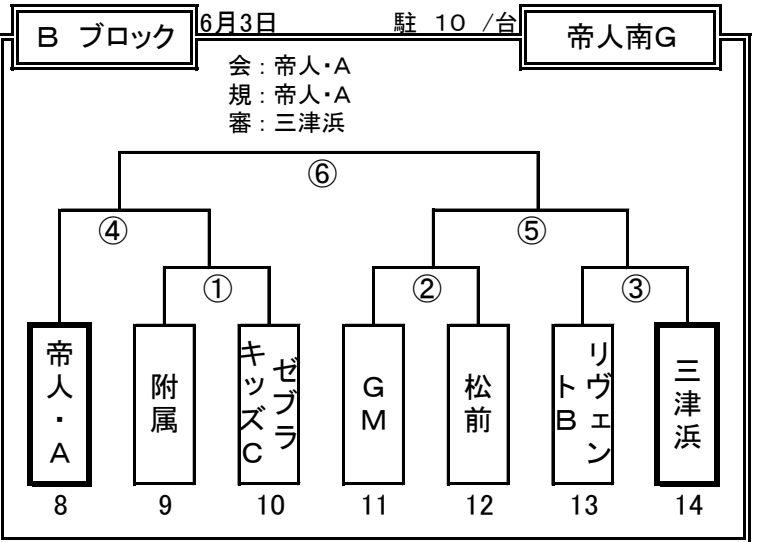 B ブロック
6月3日
駐 10 /台
帝人南G
会：帝人・A
規：帝人・A
審：三津浜
⑥
④
⑤
①
②
③
帝人・A
附属
ゼブラキッズC
GM
松前
リヴェントB
三津浜
8 9 10 11 12 13 14